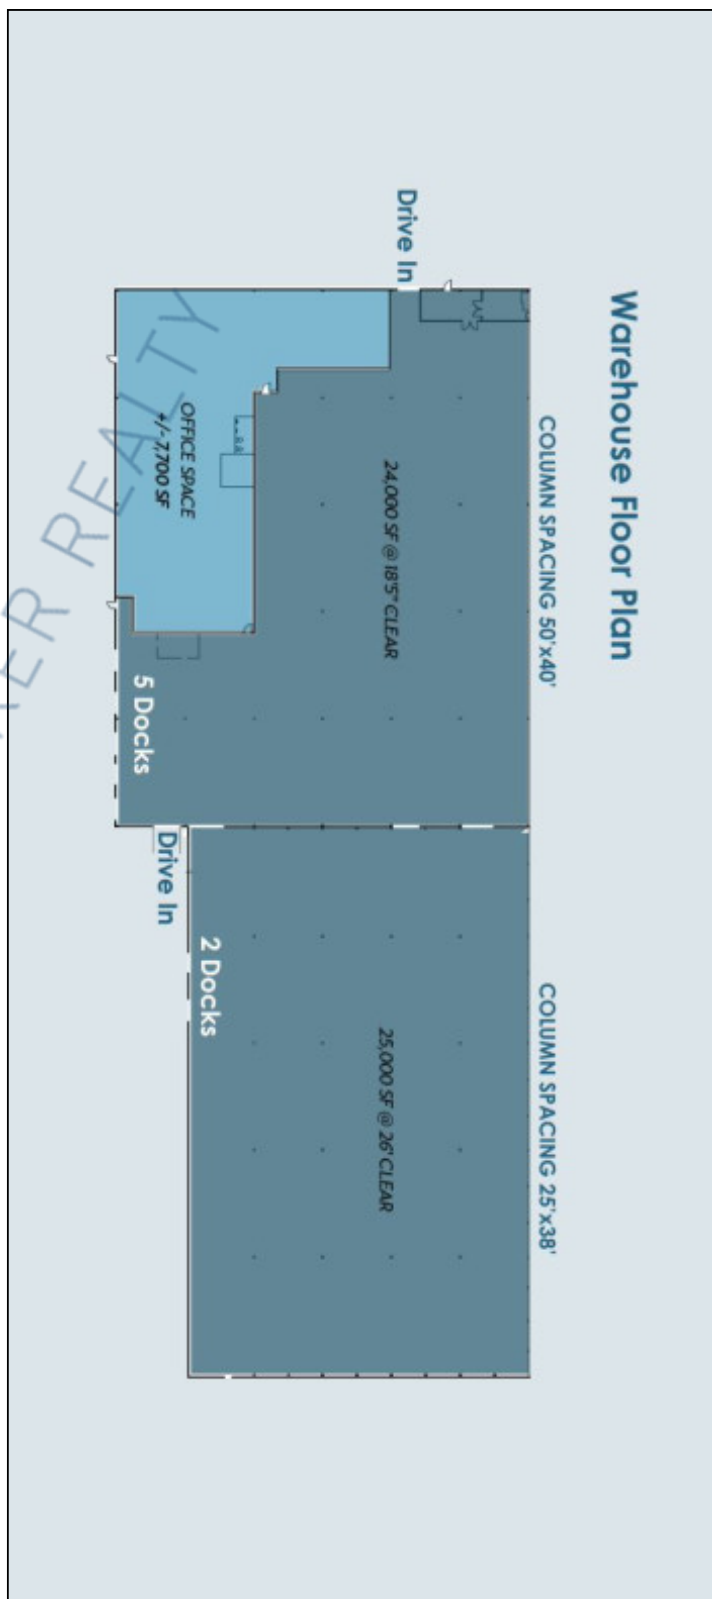 Warehouse Floor Plan
COLUMN SPACING 50'x40'
COLUMN SPACING 25'x38'
Drive In
24,000 SF @ 18'5" CLEAR
25,000 SF @ 26' CLEAR
OFFICE SPACE
+/- 7,700 SF
5 Docks
2 Docks
Drive In
REALTY